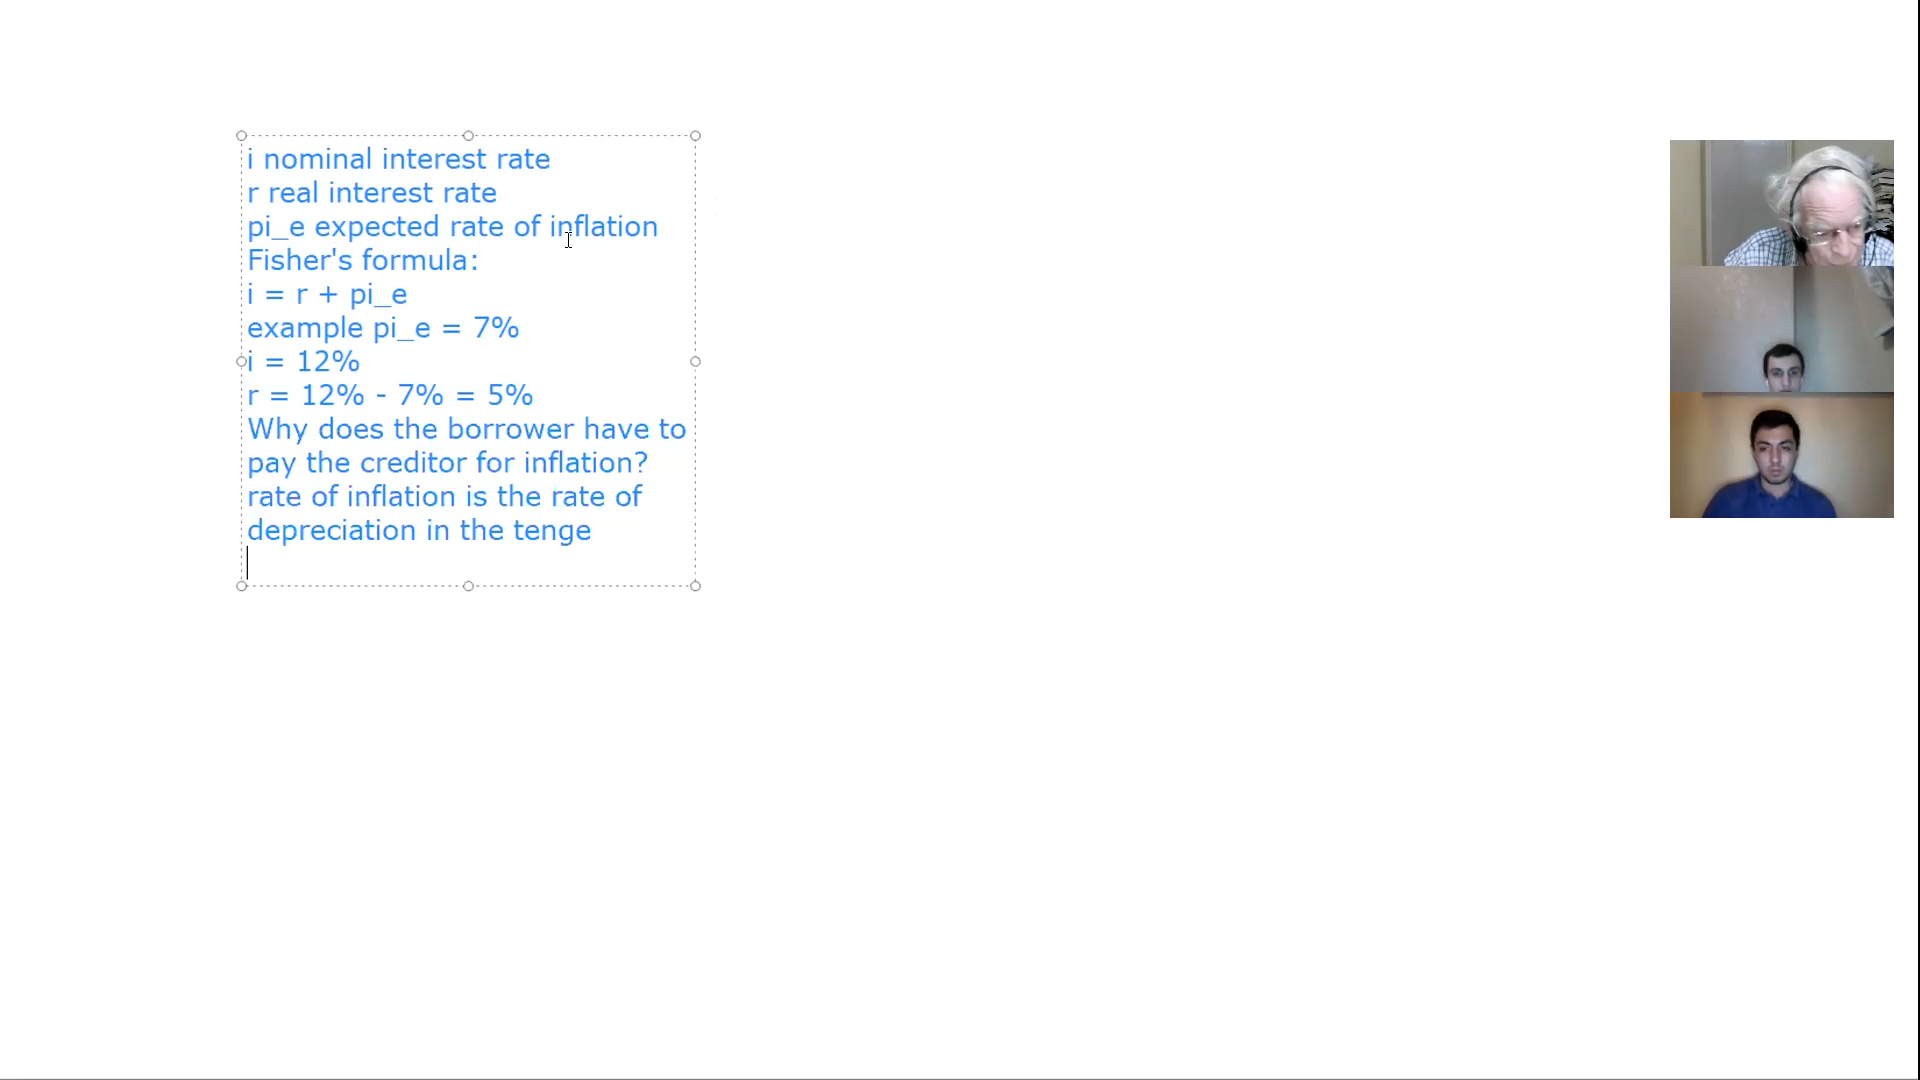 i nominal interest rate
r real interest rate
pi_e expected rate of inflation
Fisher's formula:
i = r + pi_e
example pi_e = 7%
i = 12%
r = 12% - 7% = 5%
Why does the borrower have to
pay the creditor for inflation?
rate of inflation is the rate of
depreciation in the tenge